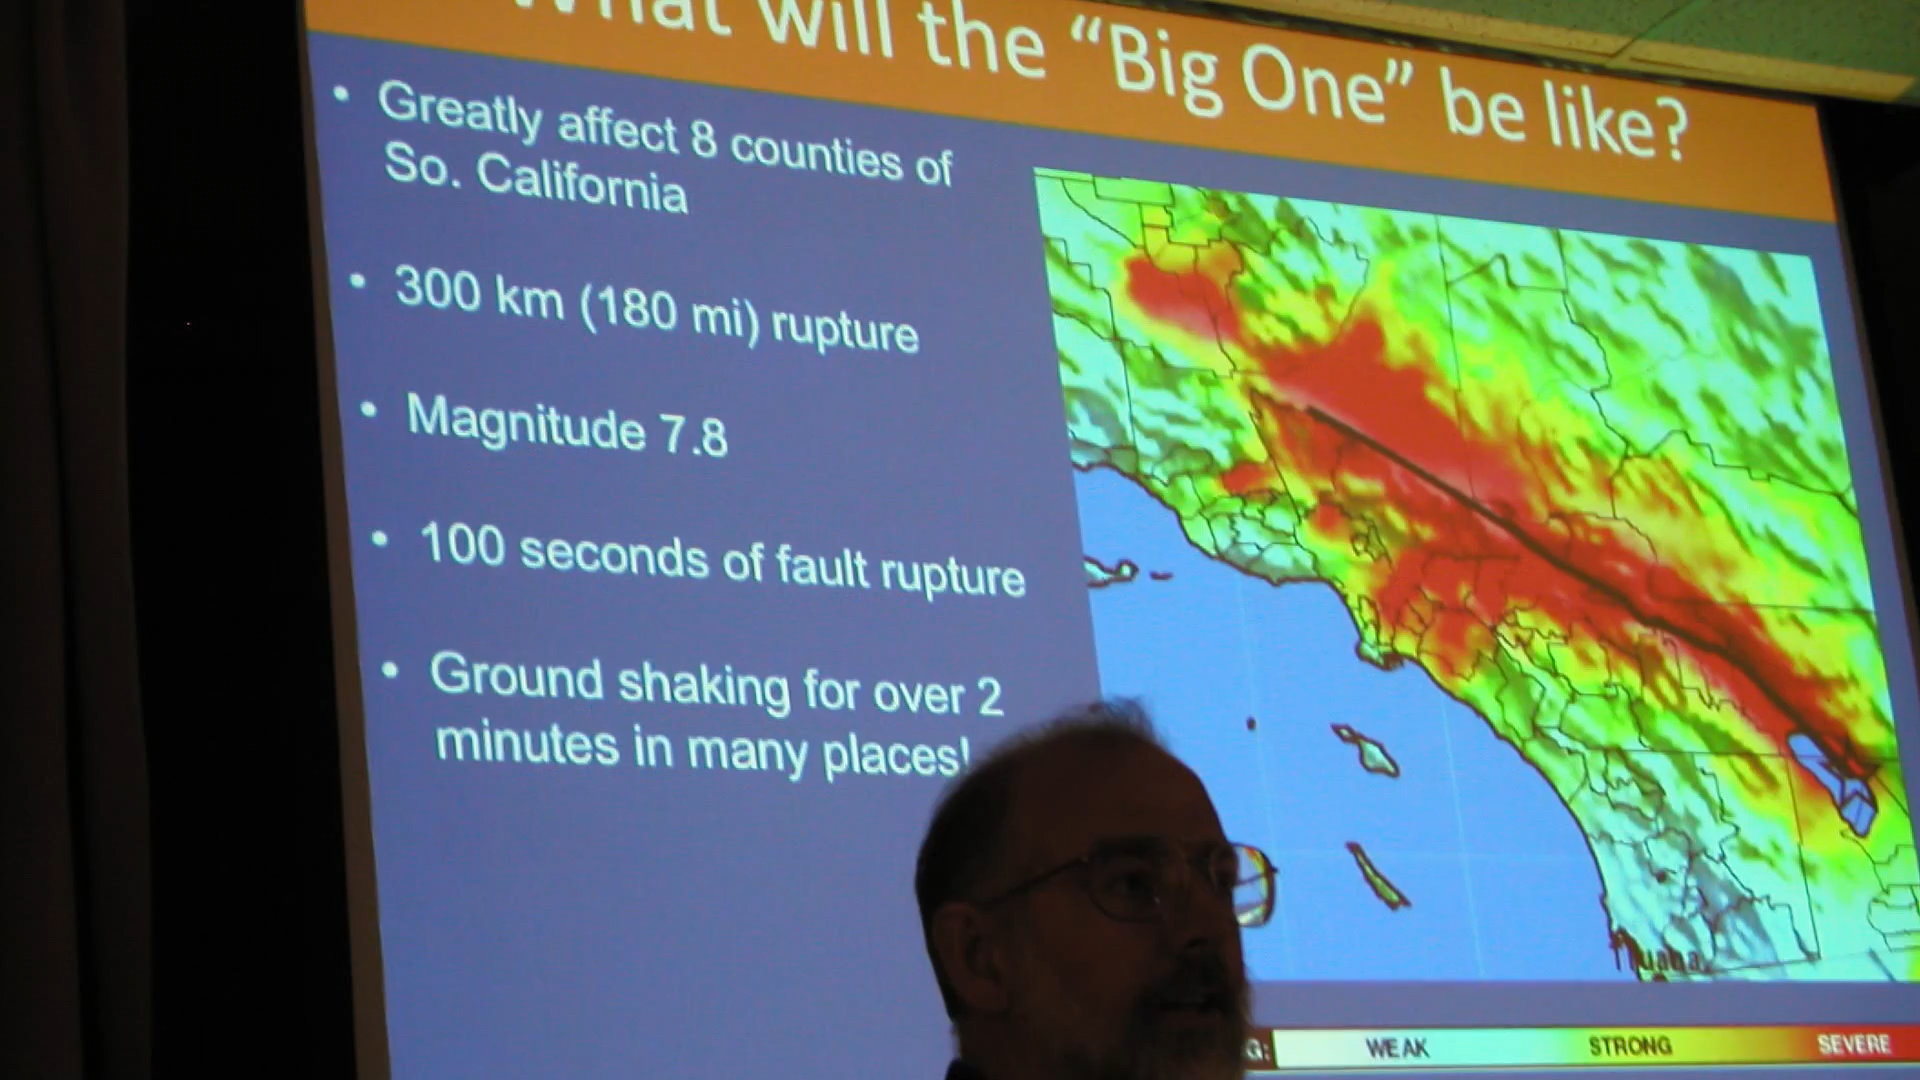 What will the “Big One” be like?
• Greatly affect 8 counties of
So. California
• 300 km (180 mi) rupture
• Magnitude 7.8
• 100 seconds of fault rupture
• Ground shaking for over 2
minutes in many places!
G: WEAK STRONG SEVERE